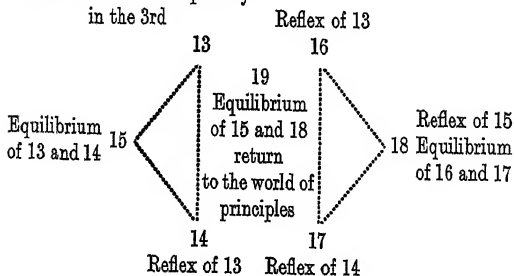 in the 3rd
Reflex of 13
13
16
19
Equilibrium
of 15 and 18
return
to the world of
principles
Equilibrium
of 13 and 14
15
18
Reflex of 15
Equilibrium
of 16 and 17
14
Reflex of 13
17
Reflex of 14